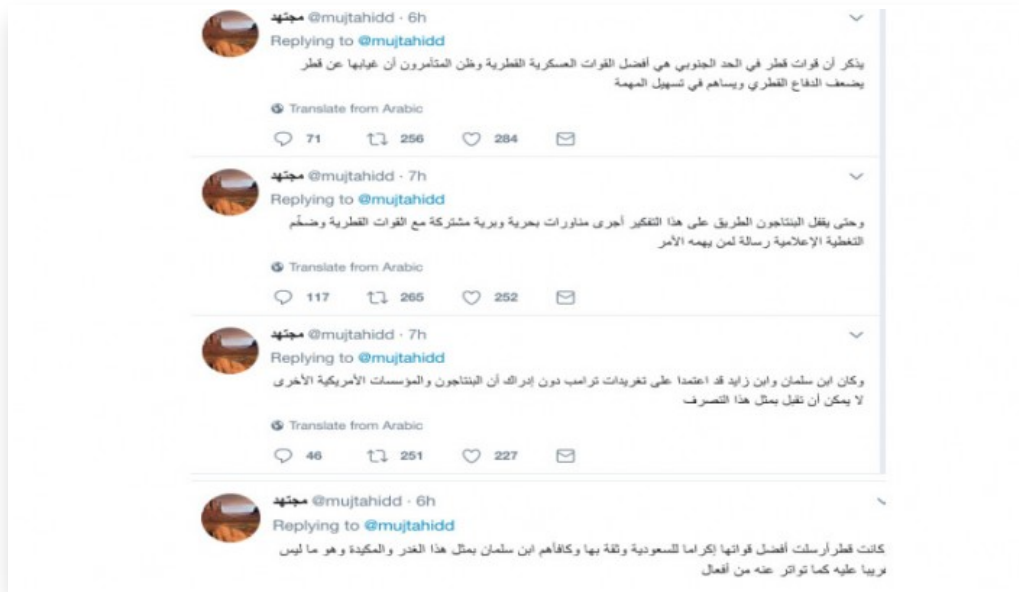 مجتهد @mujtahidd · 6h
Replying to @mujtahidd
يذكر أن قوات قطر في الحد الجنوبي هي أفضل القوات العسكرية القطرية وظن المتآمرون أن غيابها عن قطر
يضعف الدفاع القطري ويساهم في تسهيل المهمة
Translate from Arabic
71 256 284
مجتهد @mujtahidd · 7h
Replying to @mujtahidd
وحتى يقفل البنتاجون الطريق على هذا التفكير أجرى مناورات بحرية وبرية مشتركة مع القوات القطرية وضخّم
التغطية الإعلامية رسالة لمن يهمه الأمر
Translate from Arabic
117 265 252
مجتهد @mujtahidd · 7h
Replying to @mujtahidd
وكان ابن سلمان وابن زايد قد اعتمدا على تغريدات ترامب دون إدراك أن البنتاجون والمؤسسات الأمريكية الأخرى
لا يمكن أن تقبل بمثل هذا التصرف
Translate from Arabic
46 251 227
مجتهد @mujtahidd · 6h
Replying to @mujtahidd
كانت قطرأرسلت أفضل قواتها إكراما للسعودية وثقة بها وكافأهم ابن سلمان بمثل هذا الغدر والمكيدة وهو ما ليس
غريبا عليه كما تواتر عنه من أفعال